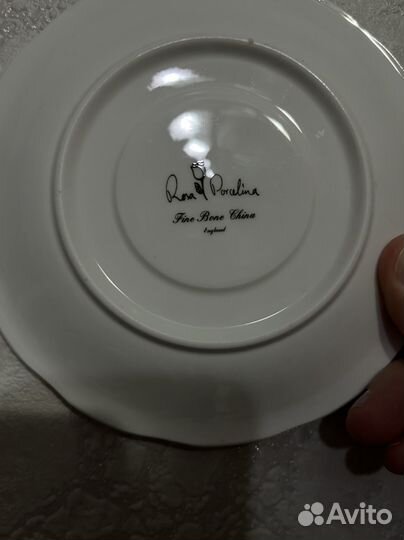 Rosa Porcelina
Fine Bone China
England
Avito